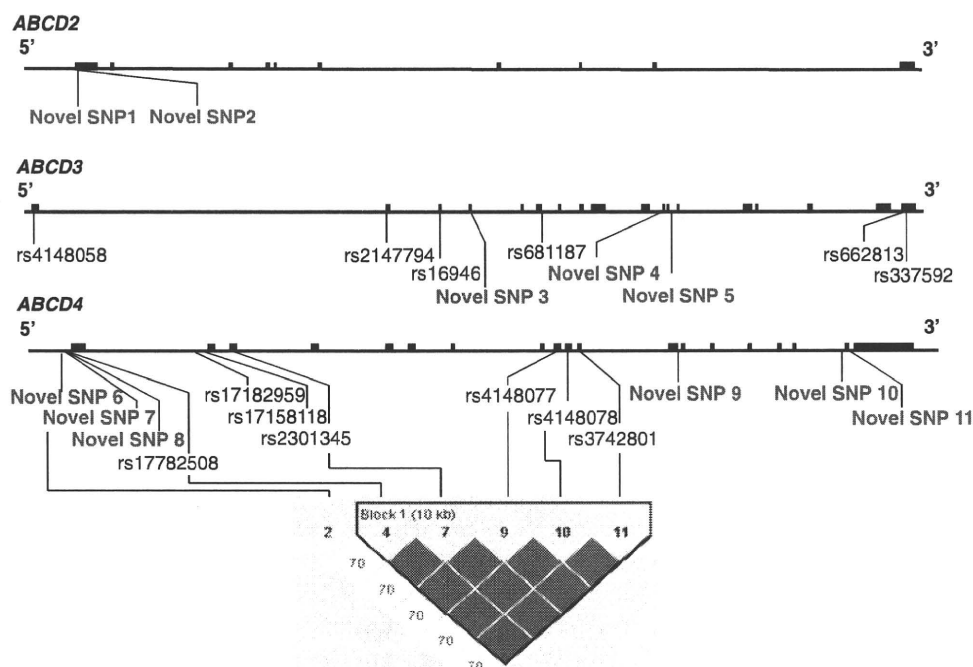 ABCD2
5’ 3’
Novel SNP1 Novel SNP2
ABCD3
5’ 3’
rs4148058 rs2147794 rs681187 rs662813
rs16946 Novel SNP 4 rs337592
Novel SNP 3 Novel SNP 5
ABCD4
5’ 3’
Novel SNP 6 rs17182959 rs4148077 Novel SNP 9 Novel SNP 10
Novel SNP 7 rs17158118 rs4148078 Novel SNP 11
Novel SNP 8 rs2301345 rs3742801
rs17782508
Block 1 (10 kb)
2 4 7 9 10 11
70
70
70
70
70